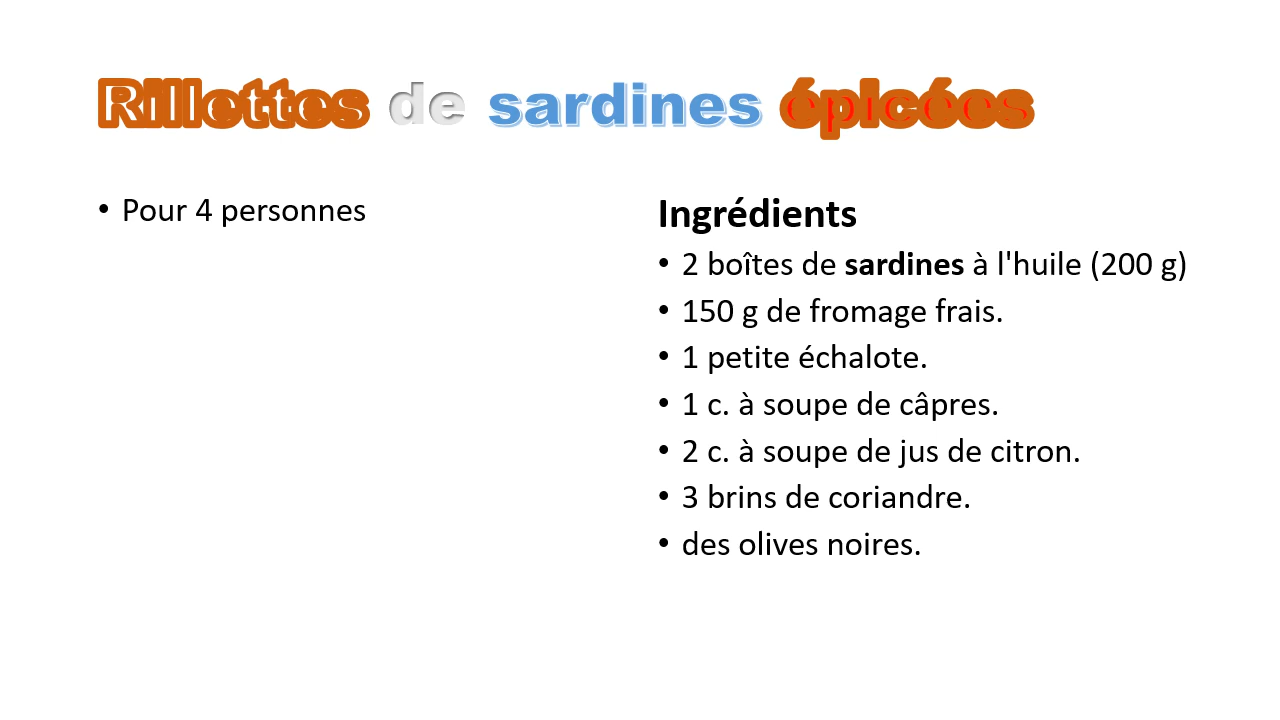 Rillettes de sardines épicées
• Pour 4 personnes
Ingrédients
• 2 boîtes de sardines à l'huile (200 g)
• 150 g de fromage frais.
• 1 petite échalote.
• 1 c. à soupe de câpres.
• 2 c. à soupe de jus de citron.
• 3 brins de coriandre.
• des olives noires.